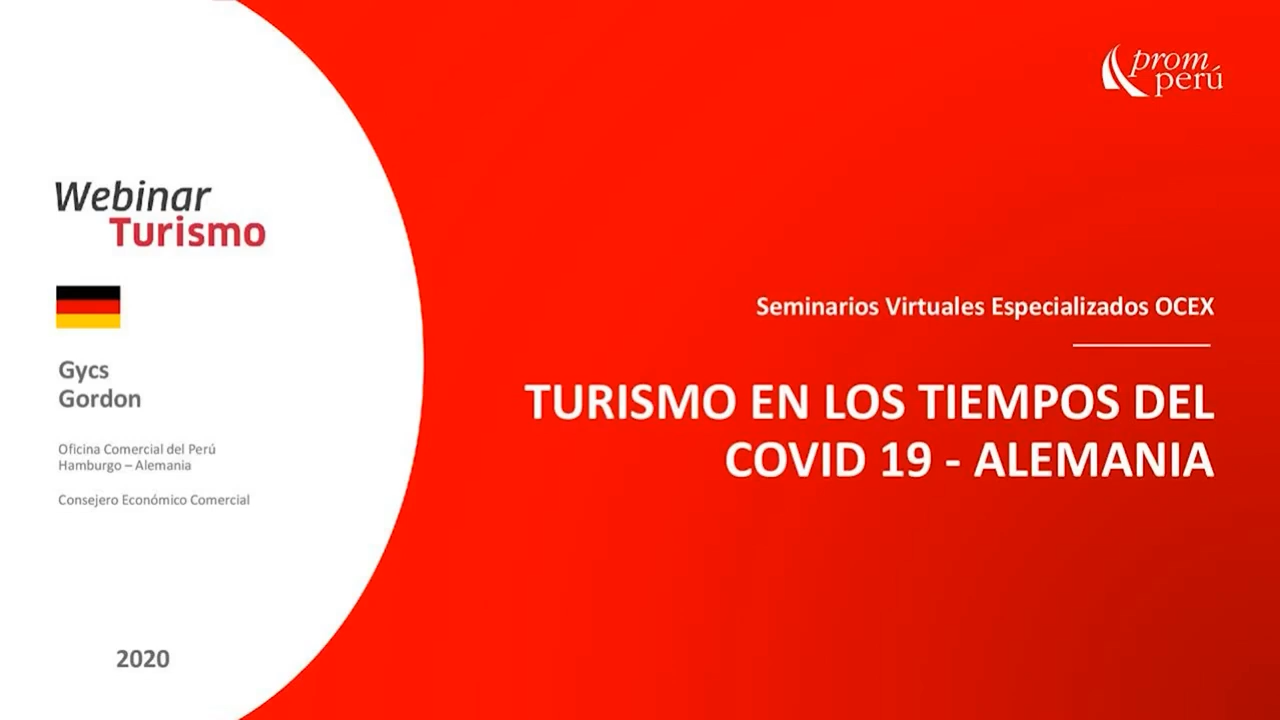 Webinar
Turismo
Gycs
Gordon
Oficina Comercial del Perú
Hamburgo – Alemania
Consejero Económico Comercial
2020
prom
perú
Seminarios Virtuales Especializados OCEX
TURISMO EN LOS TIEMPOS DEL
COVID 19 - ALEMANIA